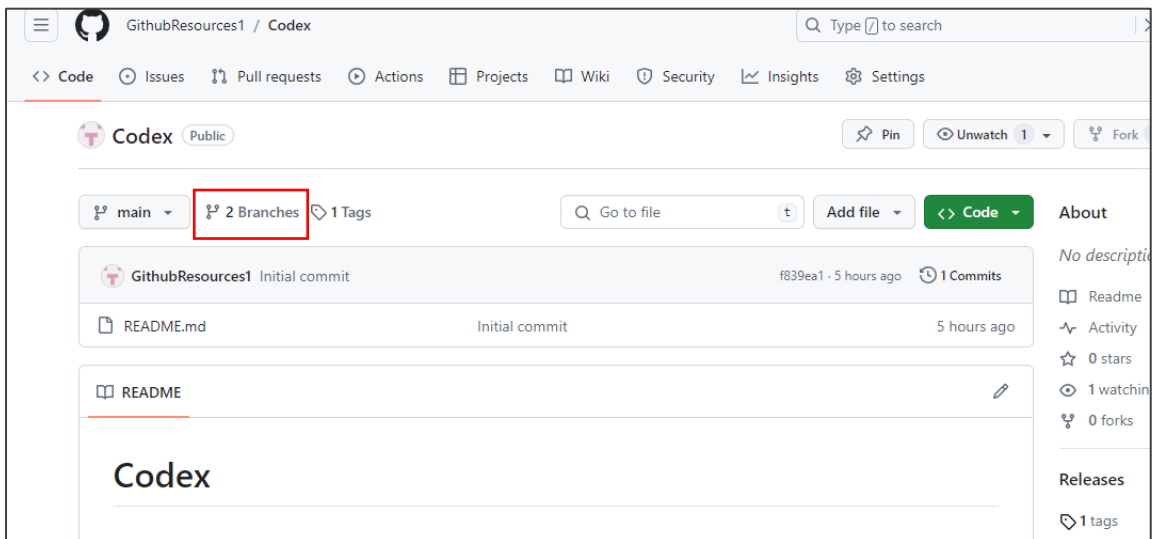 GithubResources1 / Codex
Type / to search
Code Issues Pull requests Actions Projects Wiki Security Insights Settings
Codex Public
Pin Unwatch 1 Fork
main 2 Branches 1 Tags Go to file t Add file Code
About
No descripti
GithubResources1 Initial commit f839ea1 · 5 hours ago 1 Commits
Readme
README.md Initial commit 5 hours ago
Activity
0 stars
README
1 watchin
0 forks
Codex
Releases
1 tags